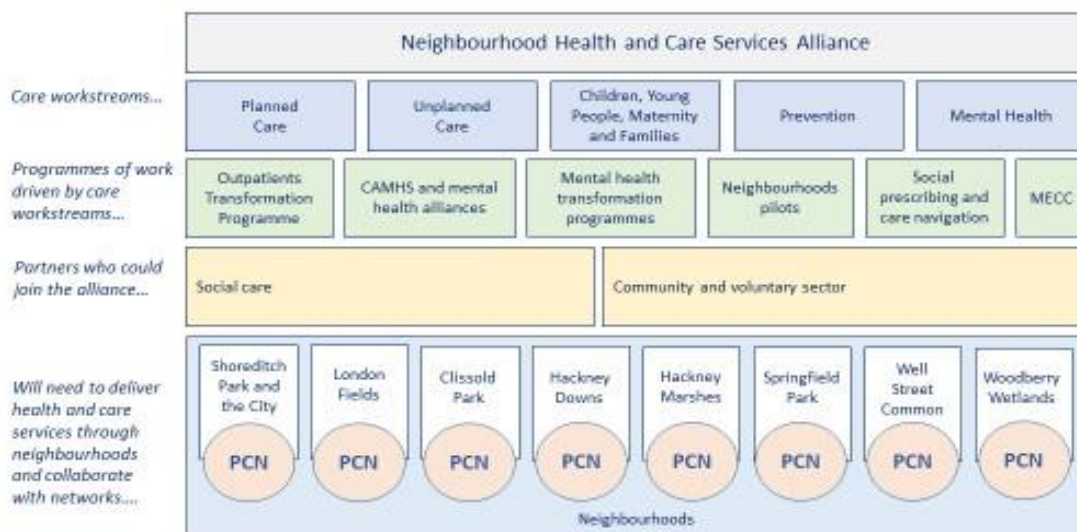 Neighbourhood Health and Care Services Alliance
Care workstreams...
Planned
Care
Unplanned
Care
Children, Young
People, Maternity
and Families
Prevention
Mental Health
Programmes of work
driven by care
workstreams...
Outpatients
Transformation
Programme
CAMHS and mental
health alliances
Mental health
transformation
programmes
Neighbourhoods
pilots
Social
prescribing and
care navigation
MECC
Partners who could
join the alliance...
Social care
Community and voluntary sector
Will need to deliver
health and care
services through
neighbourhoods
and collaborate
with networks....
Shoreditch
Park and
the City
London
Fields
Clissold
Park
Hackney
Downs
Hackney
Marshes
Springfield
Park
Well
Street
Common
Woodberry
Wetlands
PCN
PCN
PCN
PCN
PCN
PCN
PCN
PCN
Neighbourhoods